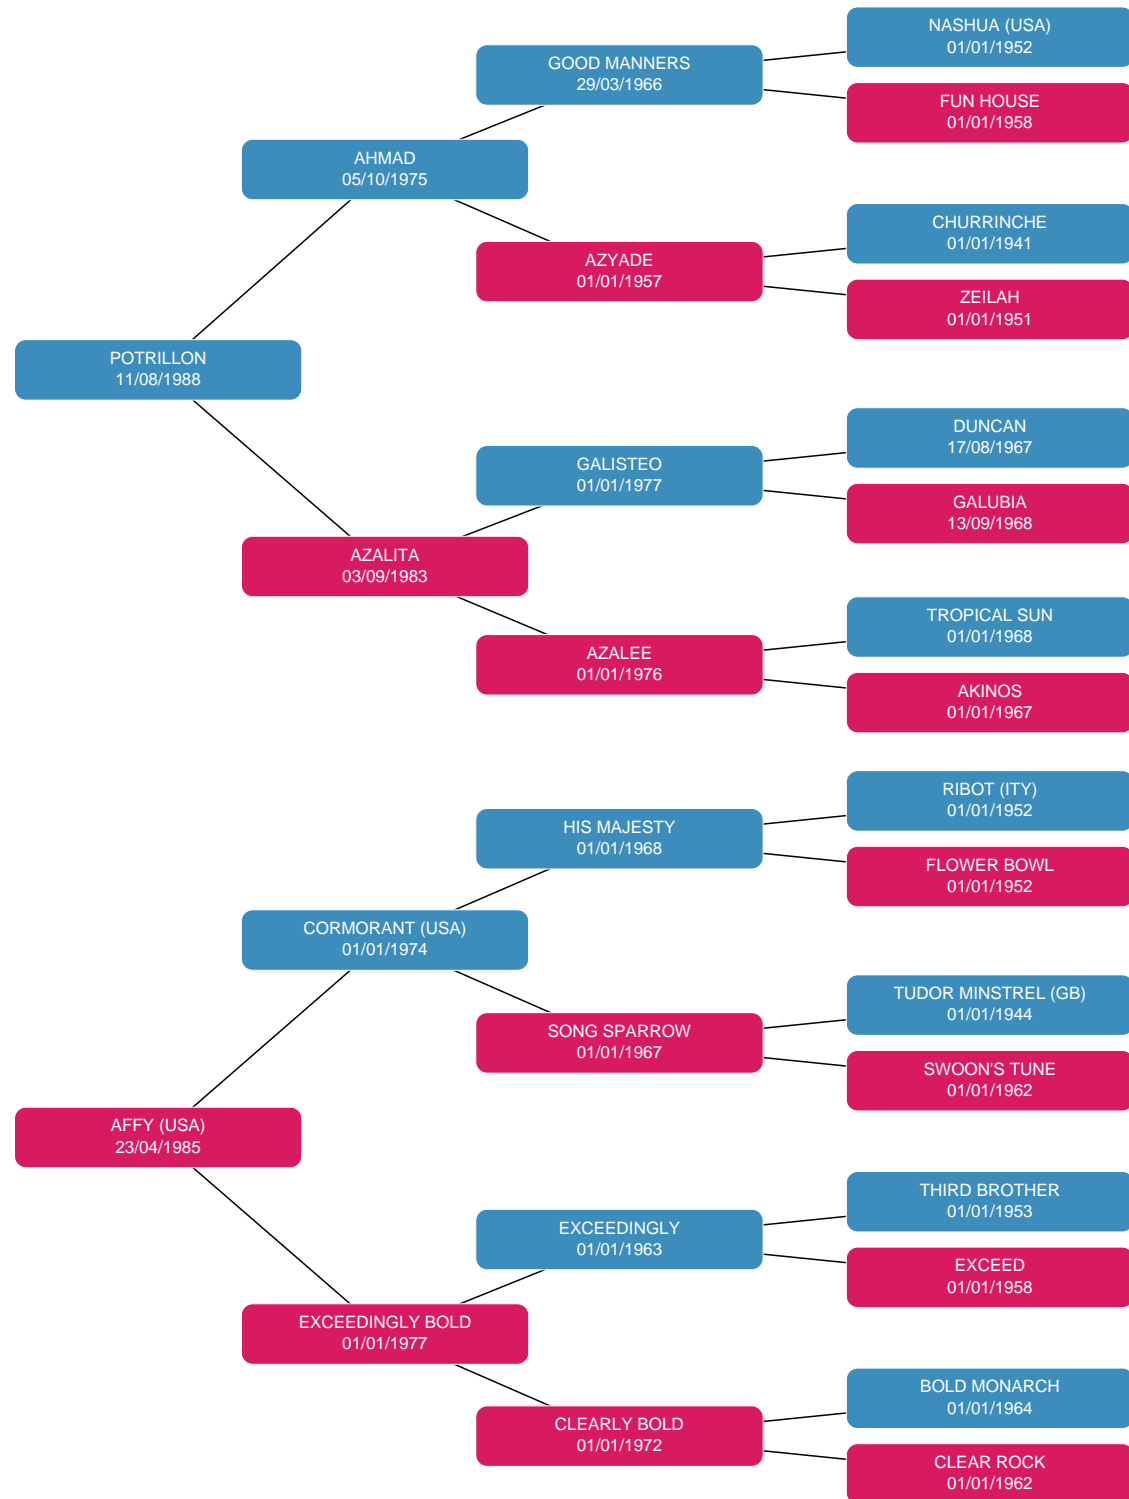 NASHUA (USA)
01/01/1952
GOOD MANNERS
29/03/1966
FUN HOUSE
01/01/1958
AHMAD
05/10/1975
CHURRINCHE
01/01/1941
AZYADE
01/01/1957
ZEILAH
01/01/1951
POTRILLON
11/08/1988
DUNCAN
17/08/1967
GALISTEO
01/01/1977
GALUBIA
13/09/1968
AZALITA
03/09/1983
TROPICAL SUN
01/01/1968
AZALEE
01/01/1976
AKINOS
01/01/1967
RIBOT (ITY)
01/01/1952
HIS MAJESTY
01/01/1968
FLOWER BOWL
01/01/1952
CORMORANT (USA)
01/01/1974
TUDOR MINSTREL (GB)
01/01/1944
SONG SPARROW
01/01/1967
SWOON'S TUNE
01/01/1962
AFFY (USA)
23/04/1985
THIRD BROTHER
01/01/1953
EXCEEDINGLY
01/01/1963
EXCEED
01/01/1958
EXCEEDINGLY BOLD
01/01/1977
BOLD MONARCH
01/01/1964
CLEARLY BOLD
01/01/1972
CLEAR ROCK
01/01/1962